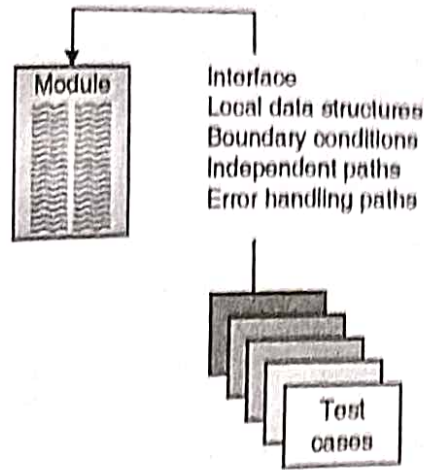 Module
Interface
Local data structures
Boundary conditions
Independent paths
Error handling paths
Test
cases